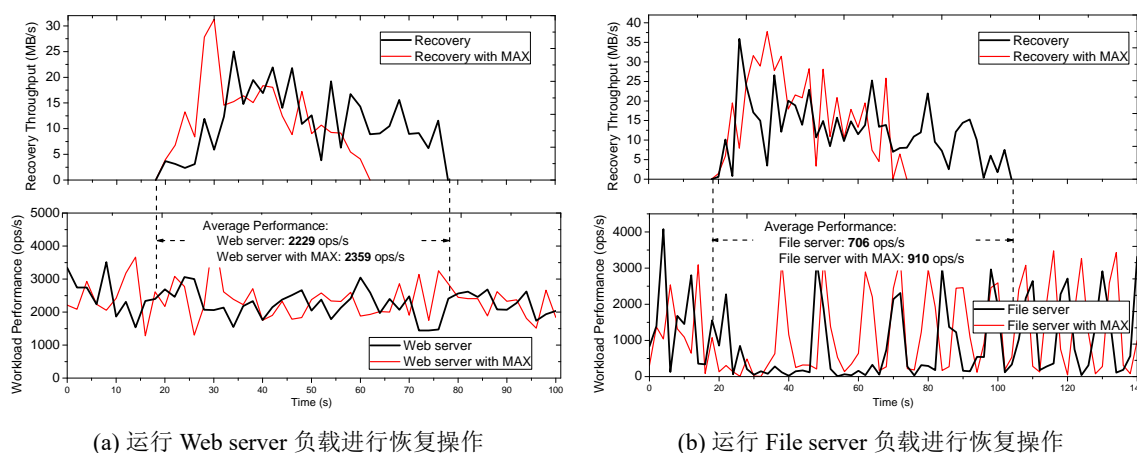 Recovery Throughput (MB/s)
30
25
20
15
10
5
0
Recovery
Recovery with MAX
Workload Performance (ops/s)
5000
4000
3000
2000
1000
0
Average Performance:
Web server: 2229 ops/s
Web server with MAX: 2359 ops/s
Web server
Web server with MAX
0 10 20 30 40 50 60 70 80 90 100
Time (s)
(a) 运行 Web server 负载进行恢复操作
Recovery Throughput (MB/s)
40
35
30
25
20
15
10
5
0
Recovery
Recovery with MAX
Workload Performance (ops/s)
4000
3000
2000
1000
0
Average Performance:
File server: 706 ops/s
File server with MAX: 910 ops/s
File server
File server with MAX
0 20 40 60 80 100 120 140
Time (s)
(b) 运行 File server 负载进行恢复操作